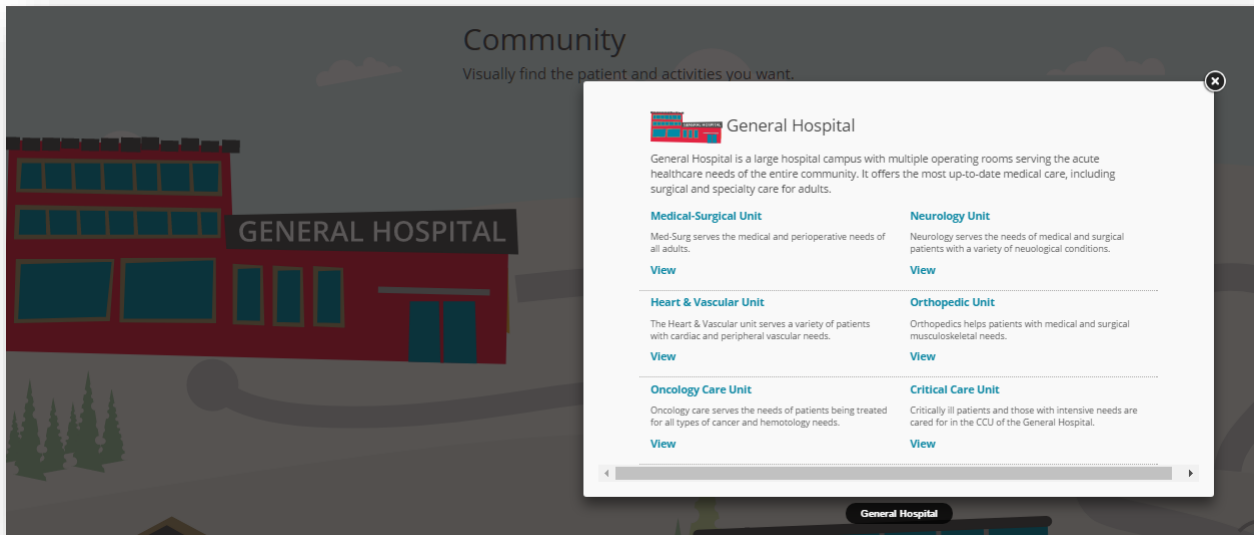 Community
Visually find the patient and activities you want.
GENERAL HOSPITAL
GENERAL HOSPITAL
General Hospital
General Hospital is a large hospital campus with multiple operating rooms serving the acute
healthcare needs of the entire community. It offers the most up-to-date medical care, including
surgical and specialty care for adults.
Medical-Surgical Unit
Med-Surg serves the medical and perioperative needs of
all adults.
View
Neurology Unit
Neurology serves the needs of medical and surgical
patients with a variety of neuological conditions.
View
Heart & Vascular Unit
The Heart & Vascular unit serves a variety of patients
with cardiac and peripheral vascular needs.
View
Orthopedic Unit
Orthopedics helps patients with medical and surgical
musculoskeletal needs.
View
Oncology Care Unit
Oncology care serves the needs of patients being treated
for all types of cancer and hemotology needs.
View
Critical Care Unit
Critically ill patients and those with intensive needs are
cared for in the CCU of the General Hospital.
View
General Hospital